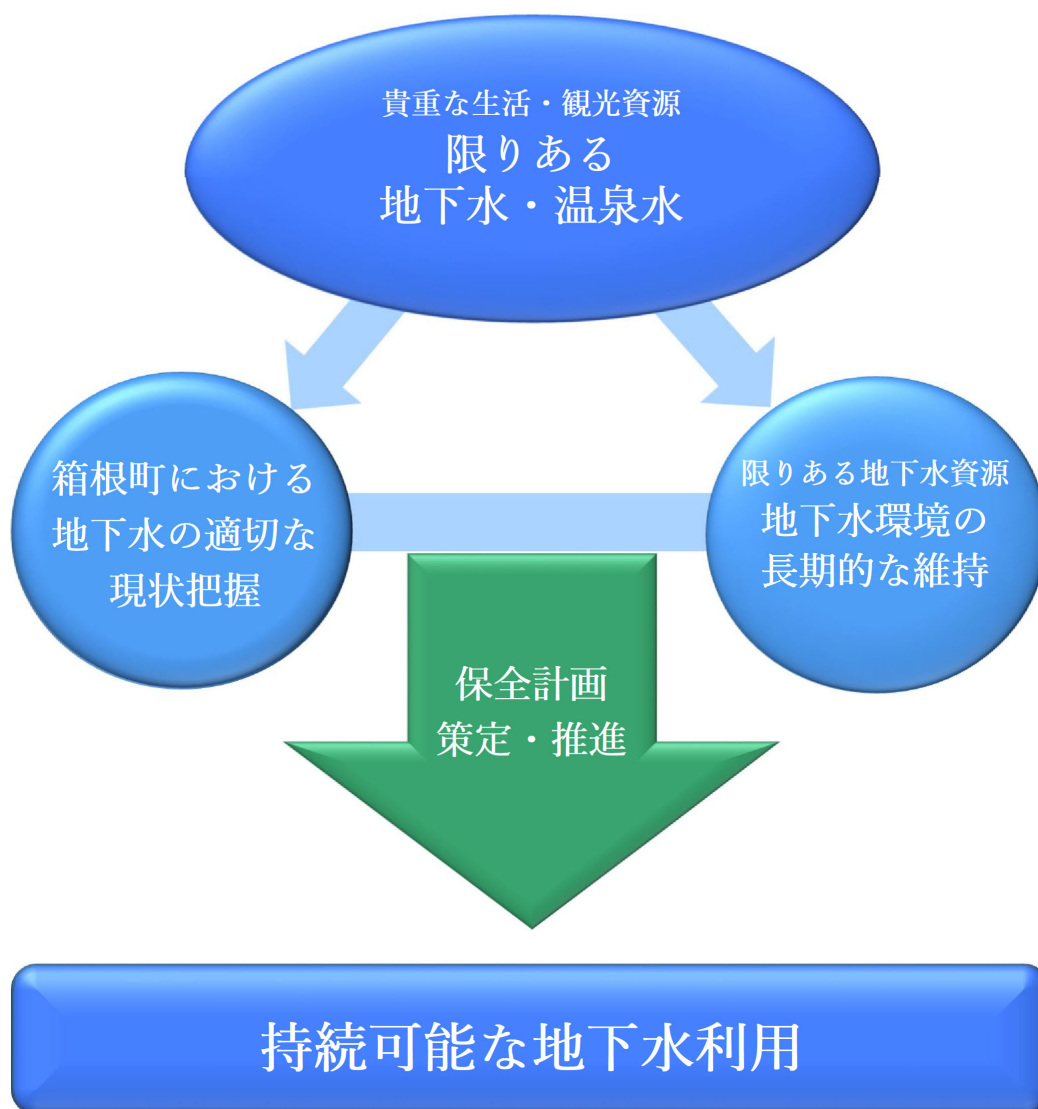 貴重な生活・観光資源
限りある
地下水・温泉水
箱根町における
地下水の適切な
現状把握
限りある地下水資源
地下水環境の
長期的な維持
保全計画
策定・推進
持続可能な地下水利用